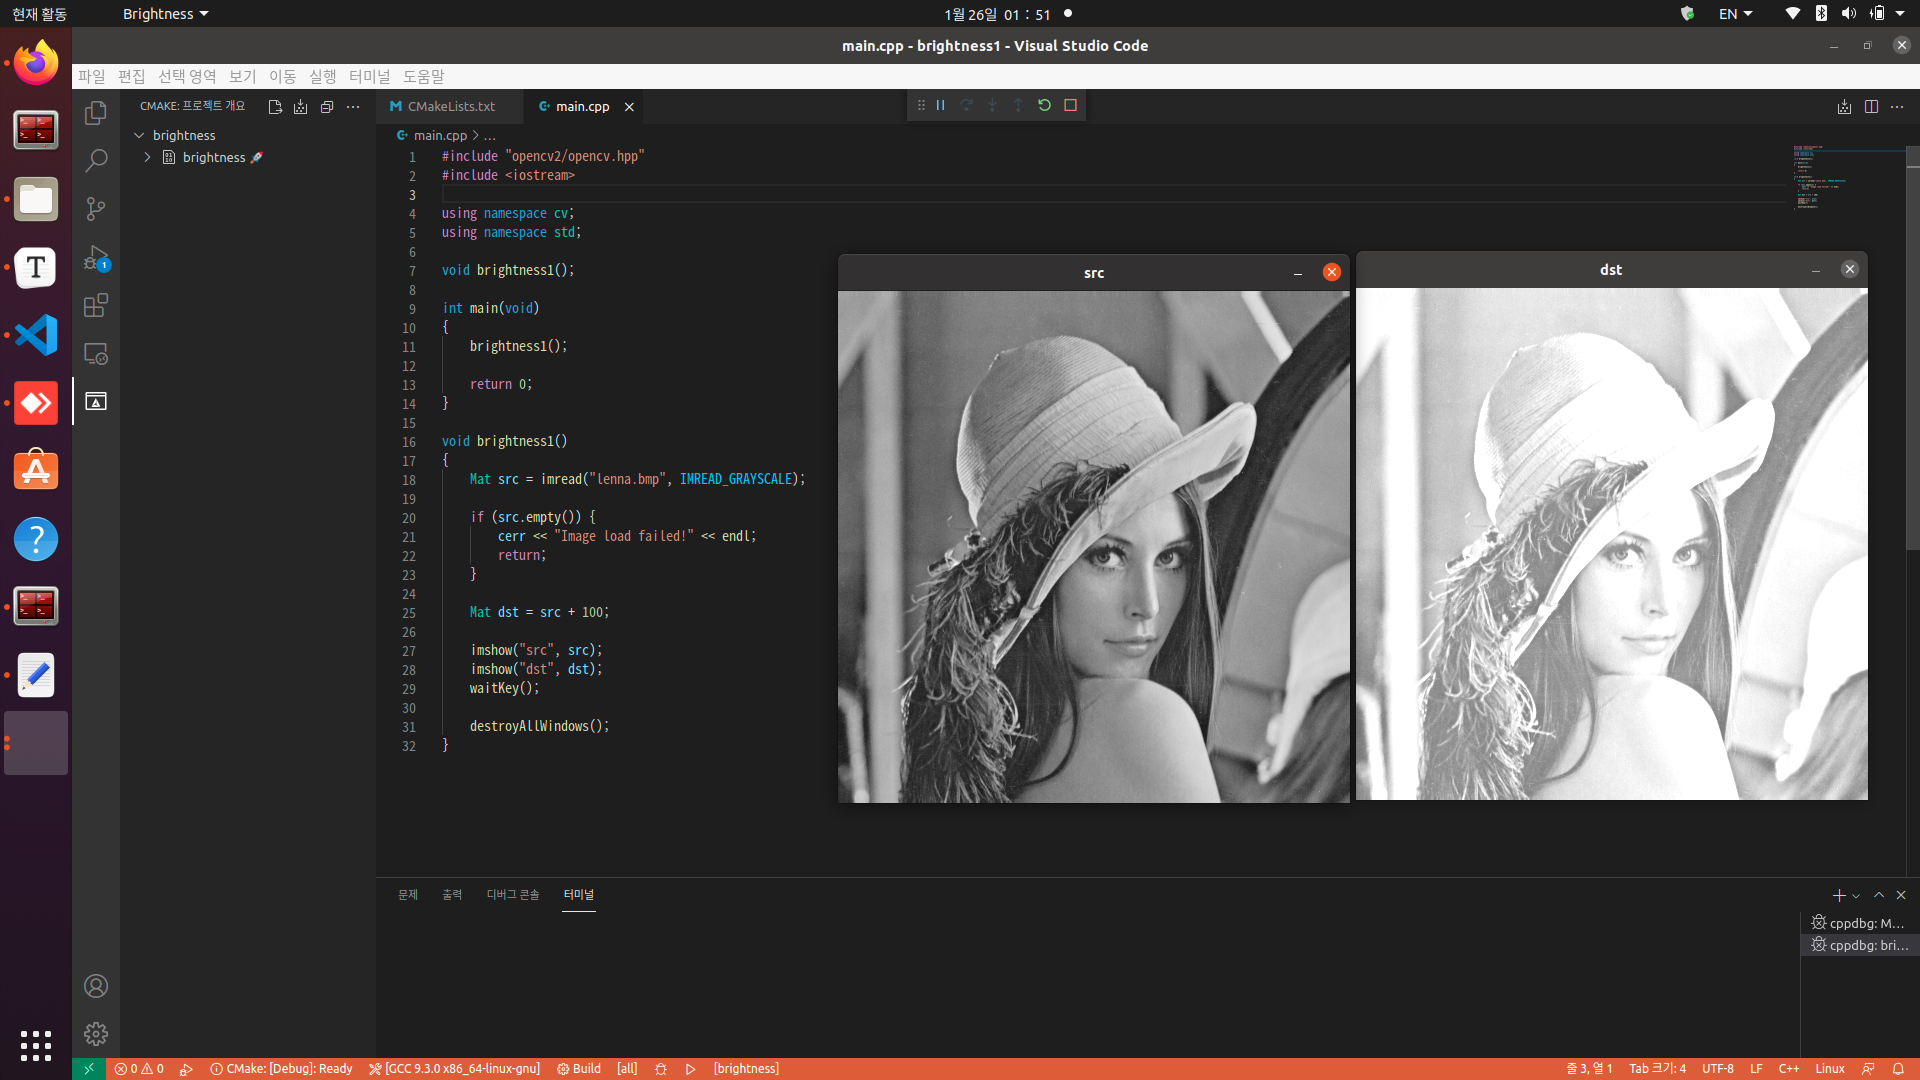 현재 활동
Brightness
1월 26일 01 : 51
EN
main.cpp - brightness1 - Visual Studio Code
파일 편집 선택 영역 보기 이동 실행 터미널 도움말
CMAKE: 프로젝트 개요
brightness
brightness 🚀
CMakeLists.txt
main.cpp
main.cpp > ...
1 #include "opencv2/opencv.hpp"
2 #include <iostream>
3
4 using namespace cv;
5 using namespace std;
6
7 void brightness1();
8
9 int main(void)
10 {
11 brightness1();
12
13 return 0;
14 }
15
16 void brightness1()
17 {
18 Mat src = imread("lenna.bmp", IMREAD_GRAYSCALE);
19
20 if (src.empty()) {
21 cerr << "Image load failed!" << endl;
22 return;
23 }
24
25 Mat dst = src + 100;
26
27 imshow("src", src);
28 imshow("dst", dst);
29 waitKey();
30
31 destroyAllWindows();
32 }
src
dst
1
문제 출력 디버그 콘솔 터미널
cppdbg: M...
cppdbg: bri...
0 0 CMake: [Debug]: Ready [GCC 9.3.0 x86_64-linux-gnu] Build [all] [brightness]
줄 3, 열 1 Tab 크기: 4 UTF-8 LF C++ Linux